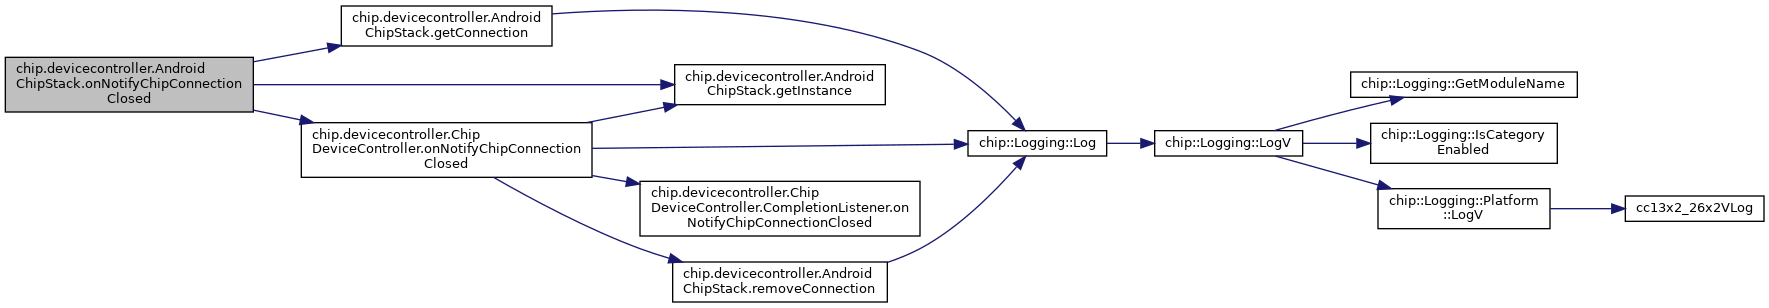 chip.devicecontroller.Android
ChipStack.onNotifyChipConnection
Closed
chip.devicecontroller.Android
ChipStack.getConnection
chip.devicecontroller.Android
ChipStack.getInstance
chip.devicecontroller.Chip
DeviceController.onNotifyChipConnection
Closed
chip.devicecontroller.Chip
DeviceController.CompletionListener.on
NotifyChipConnectionClosed
chip.devicecontroller.Android
ChipStack.removeConnection
chip::Logging::Log
chip::Logging::LogV
chip::Logging::GetModuleName
chip::Logging::IsCategory
Enabled
chip::Logging::Platform
::LogV
cc13x2_26x2VLog